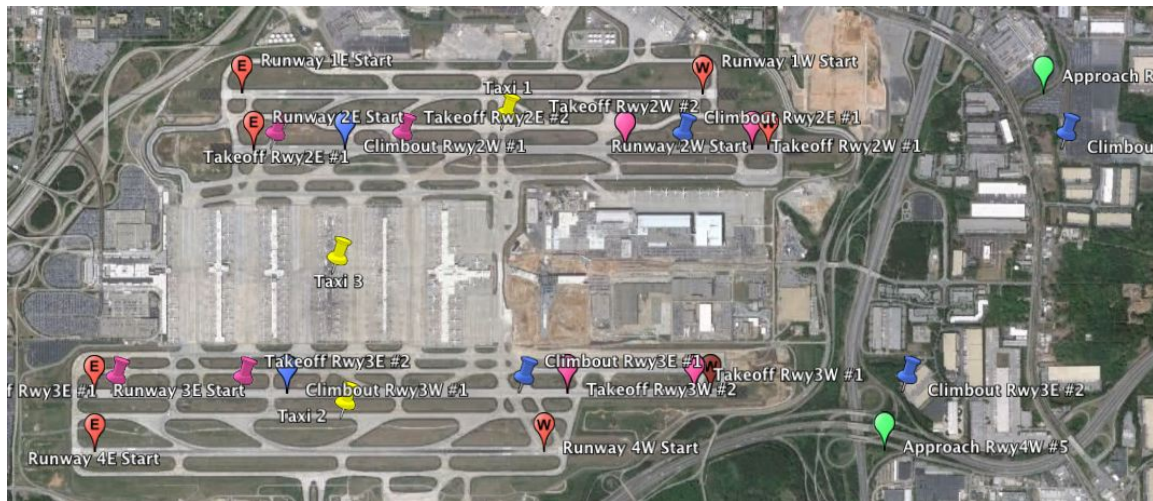 E
Runway 1E Start
W
Runway 1W Start
Approach R
Taxi 1
Takeoff Rwy2W #2
E
Runway 2E Start
Takeoff Rwy2E #2
Climbout Rwy2E #1
W
Climbout
Takeoff Rwy2E #1
Climbout Rwy2W #1
Runway 2W Start
Takeoff Rwy2W #1
Taxi 3
E
Takeoff Rwy3E #2
Climbout Rwy3E #1
W
Takeoff Rwy3W #1
ff Rwy3E #1
Runway 3E Start
Climbout Rwy3W #1
Takeoff Rwy3W #2
Climbout Rwy3E #2
Taxi 2
E
Runway 4E Start
W
Runway 4W Start
Approach Rwy4W #5